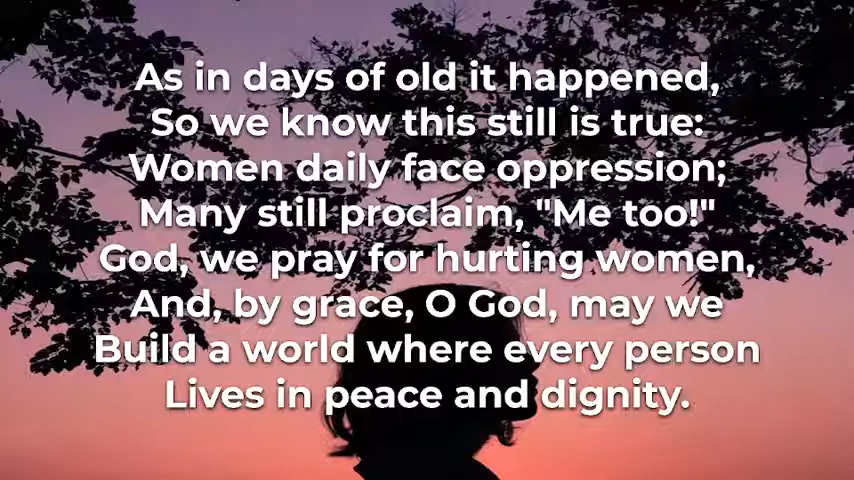 As in days of old it happened,
So we know this still is true:
Women daily face oppression;
Many still proclaim, "Me too!"
God, we pray for hurting women,
And, by grace, O God, may we
Build a world where every person
Lives in peace and dignity.